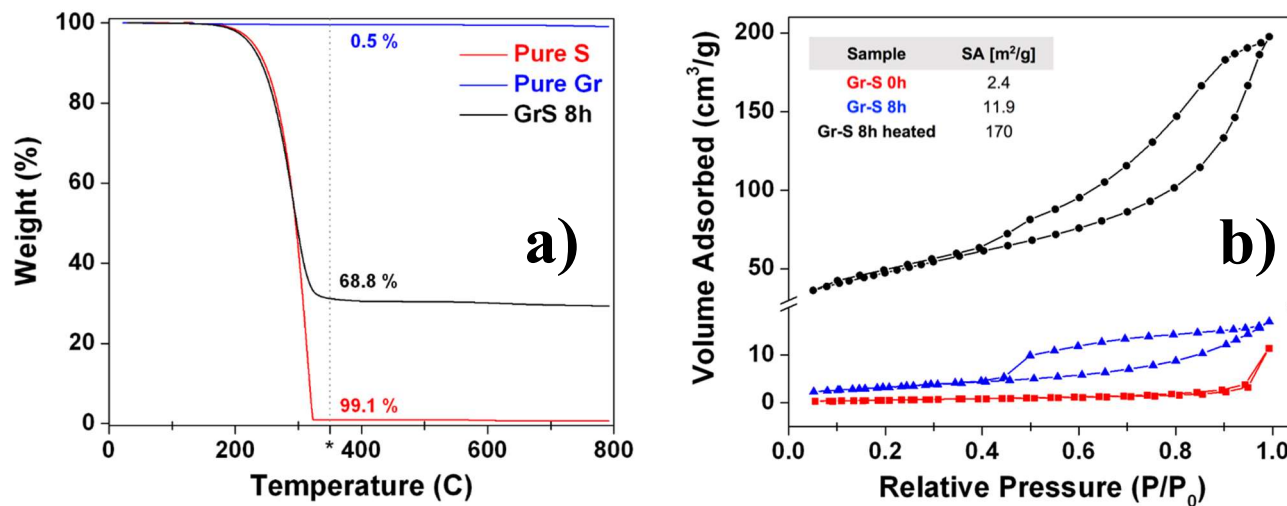 100
80
60
40
20
0
Weight (%)
0.5 %
Pure S
Pure Gr
GrS 8h
a)
68.8 %
99.1 %
0
200
*
400
600
800
Temperature (C)
200
150
100
50
10
0
Volume Adsorbed (cm³/g)
Sample SA [m²/g]
Gr-S 0h 2.4
Gr-S 8h 11.9
Gr-S 8h heated 170
b)
0.0 0.2 0.4 0.6 0.8 1.0
Relative Pressure (P/P₀)